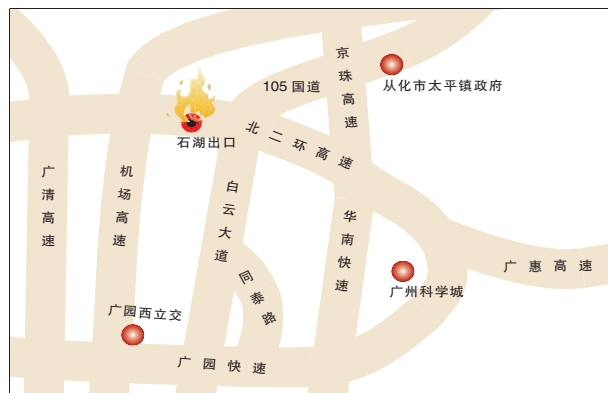 京珠高速
105国道
从化市太平镇政府
石湖出口
北二环高速
广清高速
机场高速
白云大道
华南快速
同泰路
广惠高速
广州科学城
广园西立交
广园快速